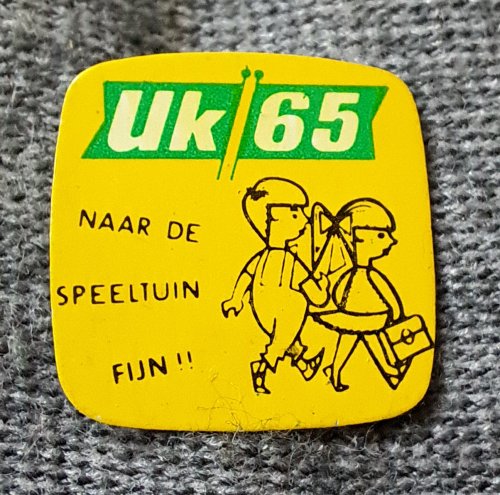 Uk 65
NAAR DE
SPEELTUIN
FIJN!!